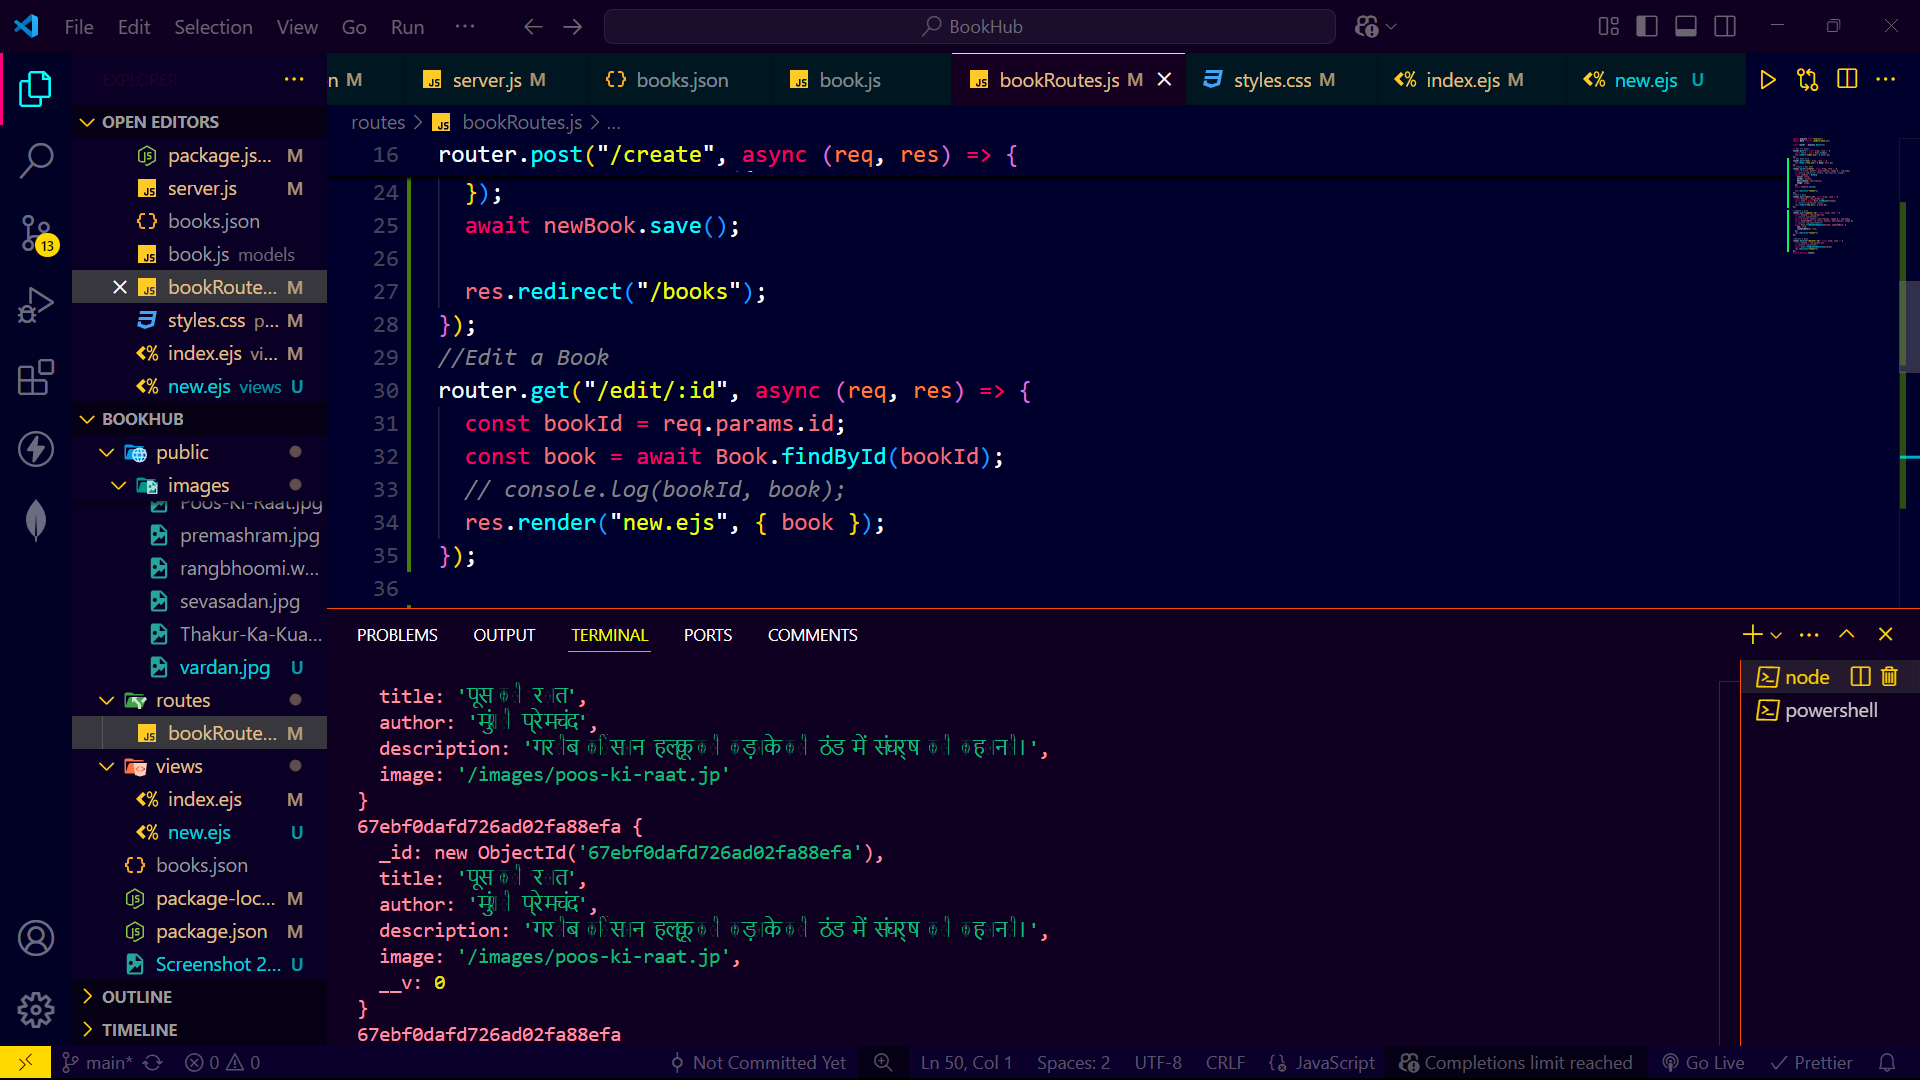 File Edit Selection View Go Run ··· BookHub
EXPLORER ···
n M server.js M books.json book.js bookRoutes.js M styles.css M index.ejs M new.ejs U ···
OPEN EDITORS
package.js... M
server.js M
books.json
book.js models
bookRoute... M
styles.css p... M
index.ejs vi... M
new.ejs views U
BOOKHUB
public
images
Poos-Ki-Raat.jpg
premashram.jpg
rangbhoomi.w...
sevasadan.jpg
Thakur-Ka-Kua...
vardan.jpg U
routes
bookRoute... M
views
index.ejs M
new.ejs U
books.json
package-loc... M
package.json M
Screenshot 2... U
OUTLINE
TIMELINE
13
routes > bookRoutes.js > ...
16 router.post("/create", async (req, res) => {
24 });
25 await newBook.save();
26
27 res.redirect("/books");
28 });
29 //Edit a Book
30 router.get("/edit/:id", async (req, res) => {
31 const bookId = req.params.id;
32 const book = await Book.findById(bookId);
33 // console.log(bookId, book);
34 res.render("new.ejs", { book });
35 });
36
PROBLEMS OUTPUT TERMINAL PORTS COMMENTS
node
powershell
title: 'पूस की रात',
author: 'मुंशी प्रेमचंद',
description: 'गरीब किसान हल्कू की कड़ाके की ठंड में संघर्ष की कहानी।',
image: '/images/poos-ki-raat.jp'
}
67ebf0dafd726ad02fa88efa {
_id: new ObjectId('67ebf0dafd726ad02fa88efa'),
title: 'पूस की रात',
author: 'मुंशी प्रेमचंद',
description: 'गरीब किसान हल्कू की कड़ाके की ठंड में संघर्ष की कहानी।',
image: '/images/poos-ki-raat.jp',
__v: 0
}
67ebf0dafd726ad02fa88efa
main* 0 0 Not Committed Yet Ln 50, Col 1 Spaces: 2 UTF-8 CRLF {} JavaScript Completions limit reached Go Live Prettier